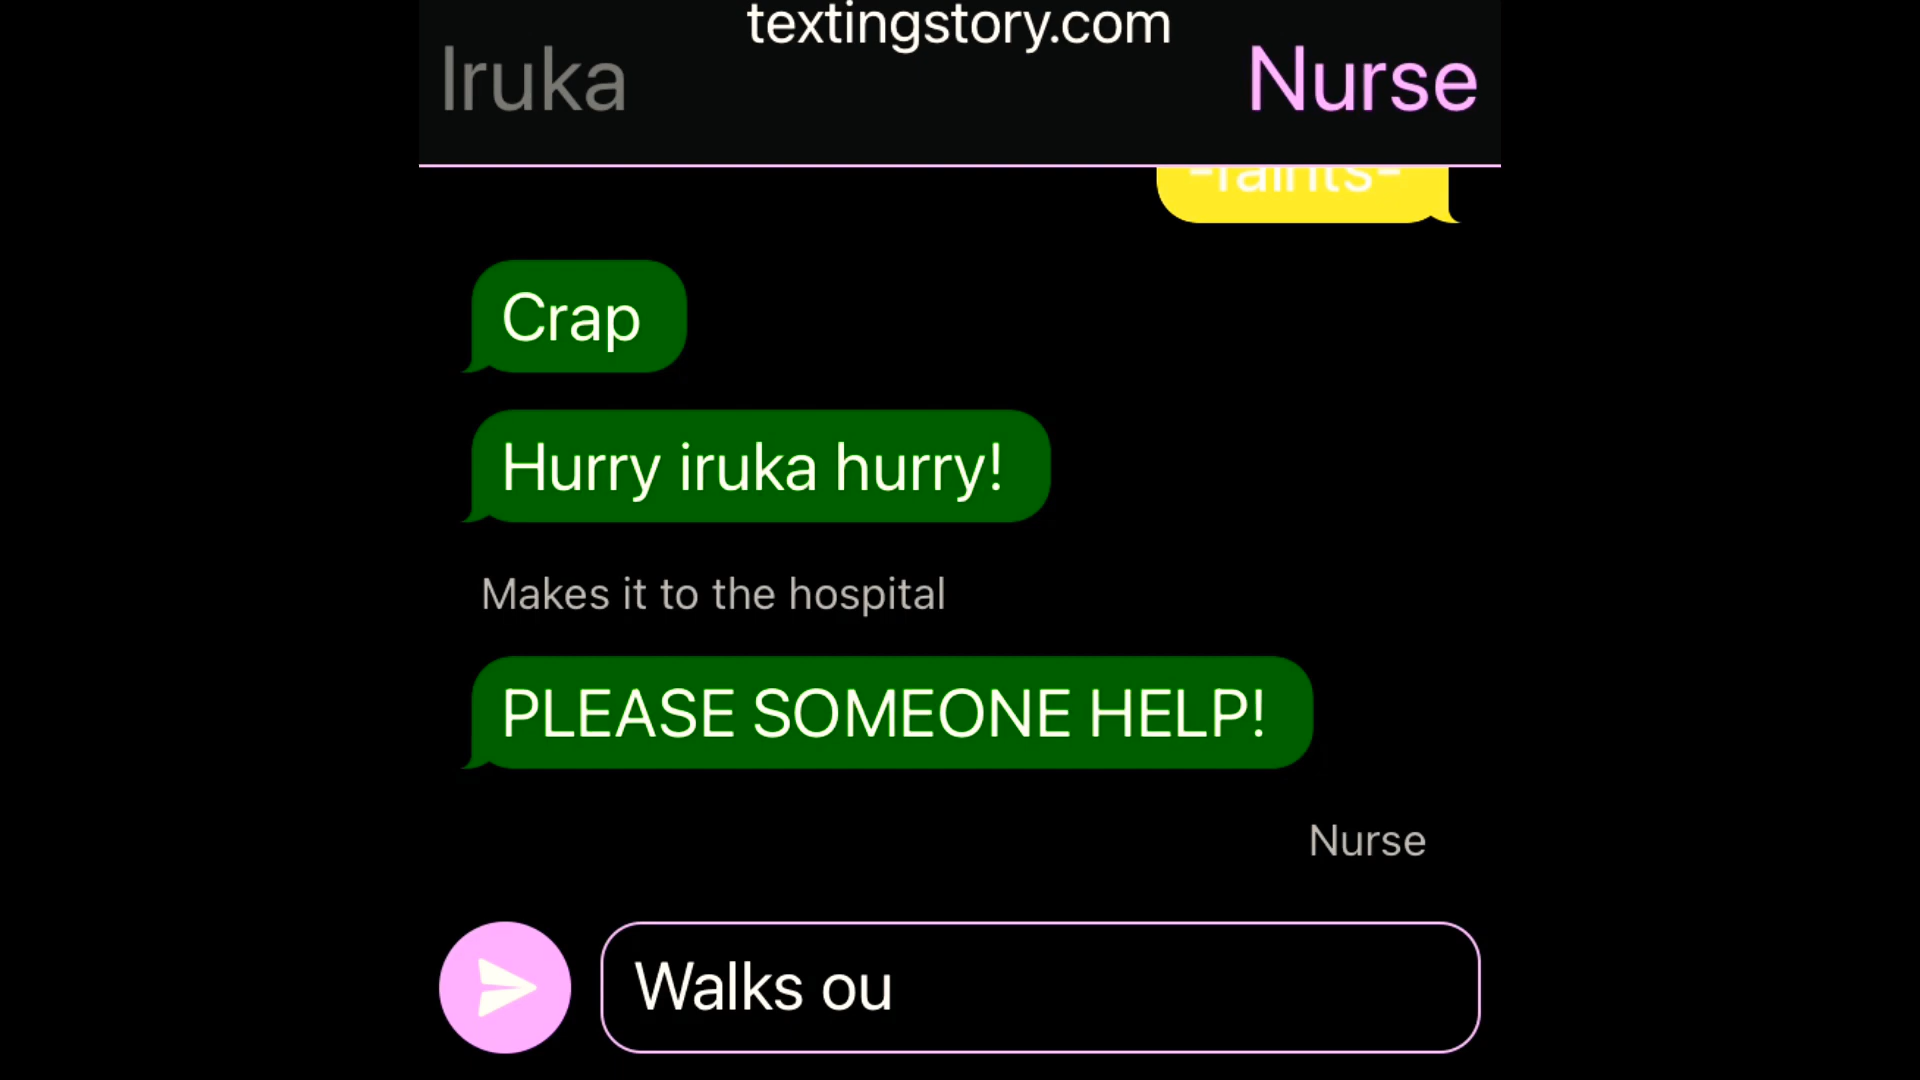 textingstory.com
Iruka
Nurse
-faints-
Crap
Hurry iruka hurry!
Makes it to the hospital
PLEASE SOMEONE HELP!
Nurse
Walks ou